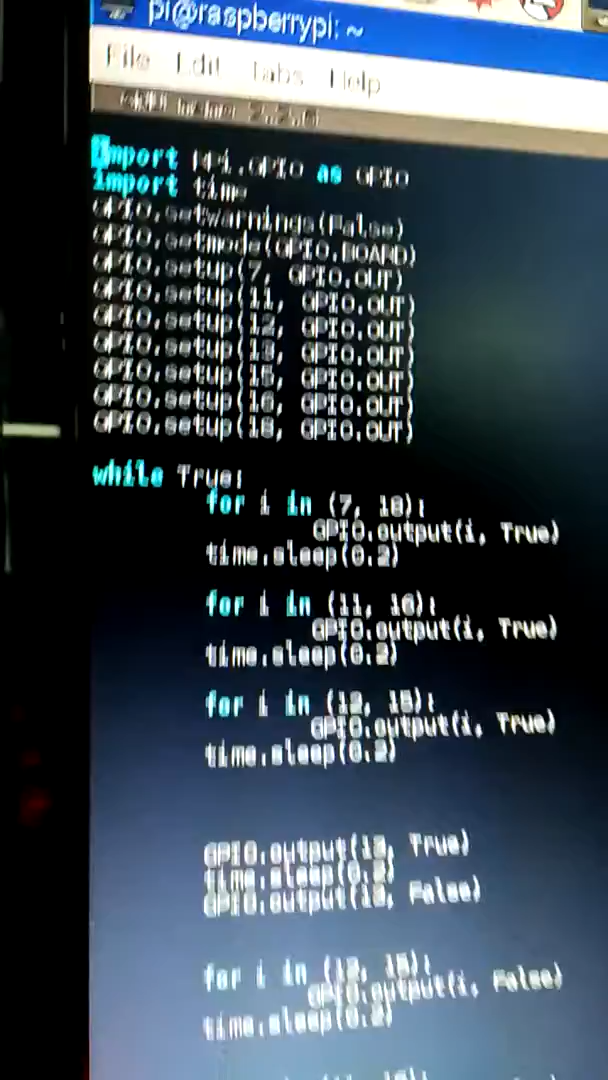 pi@raspberrypi: ~
File Edit Tabs Help
GNU nano 2.2.6
import RPi.GPIO as GPIO
import time
GPIO.setwarnings(False)
GPIO.setmode(GPIO.BOARD)
GPIO.setup(7, GPIO.OUT)
GPIO.setup(11, GPIO.OUT)
GPIO.setup(12, GPIO.OUT)
GPIO.setup(13, GPIO.OUT)
GPIO.setup(15, GPIO.OUT)
GPIO.setup(16, GPIO.OUT)
GPIO.setup(18, GPIO.OUT)
while True:
for i in (7, 18):
GPIO.output(i, True)
time.sleep(0.2)
for i in (11, 16):
GPIO.output(i, True)
time.sleep(0.2)
for i in (12, 15):
GPIO.output(i, True)
time.sleep(0.2)
GPIO.output(13, True)
time.sleep(0.2)
GPIO.output(13, False)
for i in (12, 15):
GPIO.output(i, False)
time.sleep(0.2)